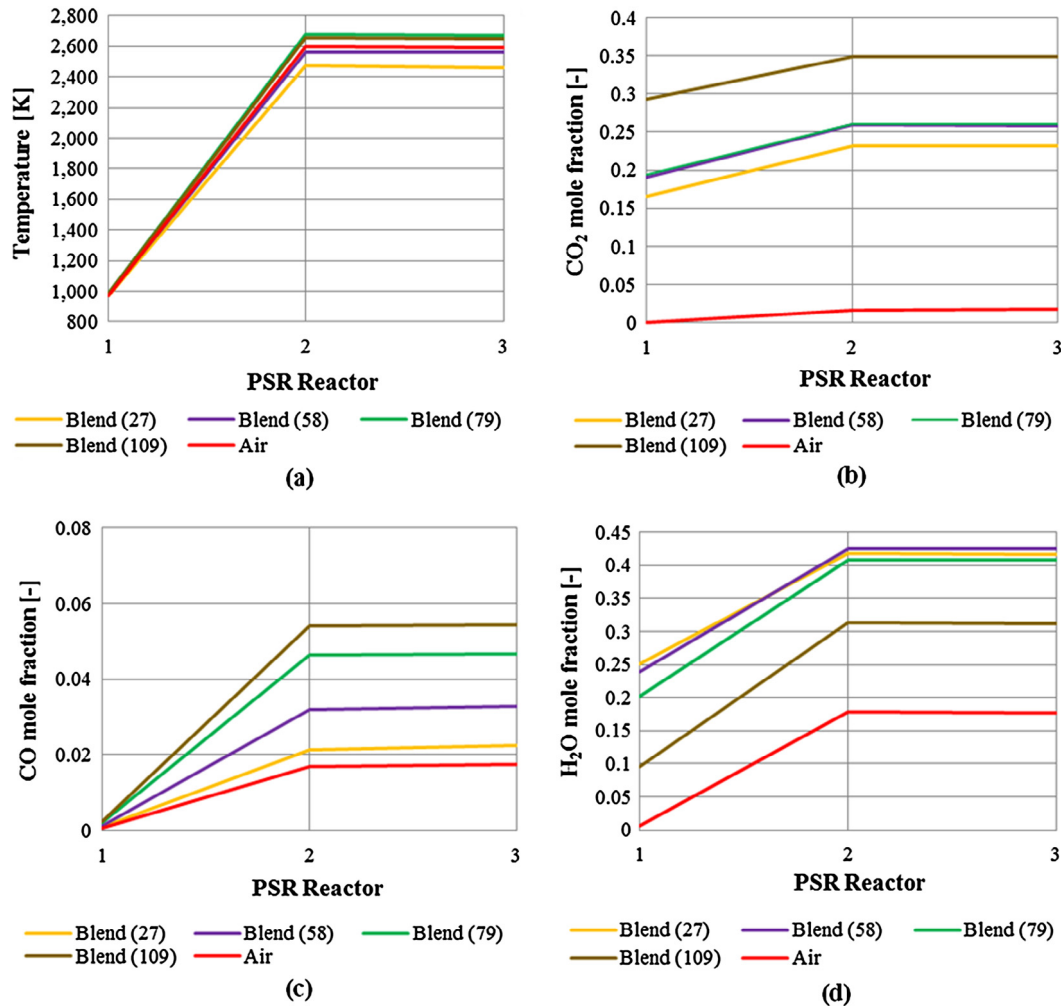 2,800
2,600
2,400
2,200
2,000
1,800
1,600
1,400
1,200
1,000
800
Temperature [K]
1 2 3
PSR Reactor
Blend (27) Blend (58) Blend (79)
Blend (109) Air
(a)
0.4
0.35
0.3
0.25
0.2
0.15
0.1
0.05
0
CO₂ mole fraction [-]
1 2 3
PSR Reactor
Blend (27) Blend (58) Blend (79)
Blend (109) Air
(b)
0.08
0.06
0.04
0.02
0
CO mole fraction [-]
1 2 3
PSR Reactor
Blend (27) Blend (58) Blend (79)
Blend (109) Air
(c)
0.45
0.4
0.35
0.3
0.25
0.2
0.15
0.1
0.05
0
H₂O mole fraction [-]
1 2 3
PSR Reactor
Blend (27) Blend (58) Blend (79)
Blend (109) Air
(d)